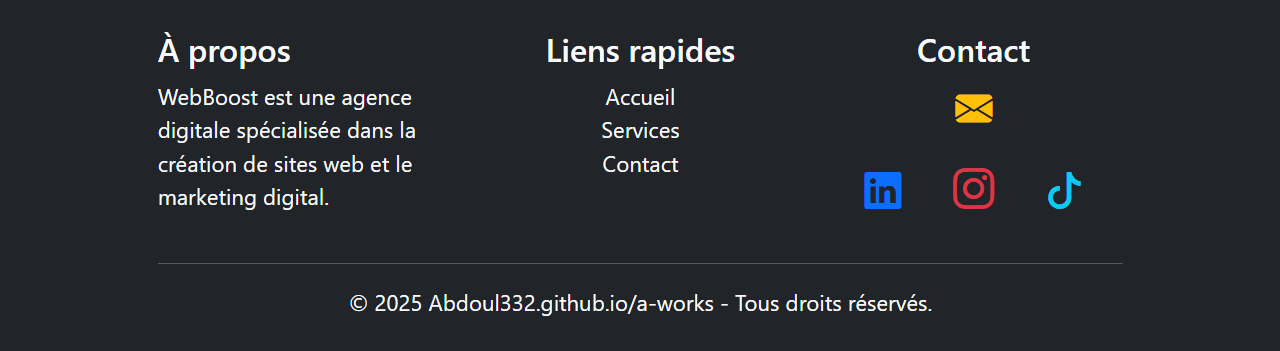 À propos
WebBoost est une agence
digitale spécialisée dans la
création de sites web et le
marketing digital.
Liens rapides
Accueil
Services
Contact
Contact
in
© 2025 Abdoul332.github.io/a-works - Tous droits réservés.